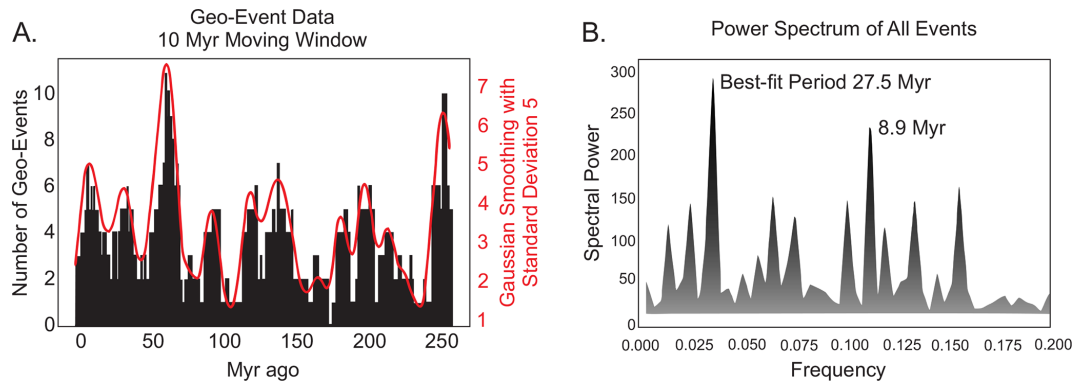 A.
Geo-Event Data
10 Myr Moving Window
Number of Geo-Events
10
8
6
4
2
0
0 50 100 150 200 250
Myr ago
7
6
5
4
3
2
1
Gaussian Smoothing with
Standard Deviation 5
B.
Power Spectrum of All Events
Spectral Power
300
250
200
150
100
50
0
Best-fit Period 27.5 Myr
8.9 Myr
0.000 0.025 0.050 0.075 0.100 0.125 0.150 0.175 0.200
Frequency